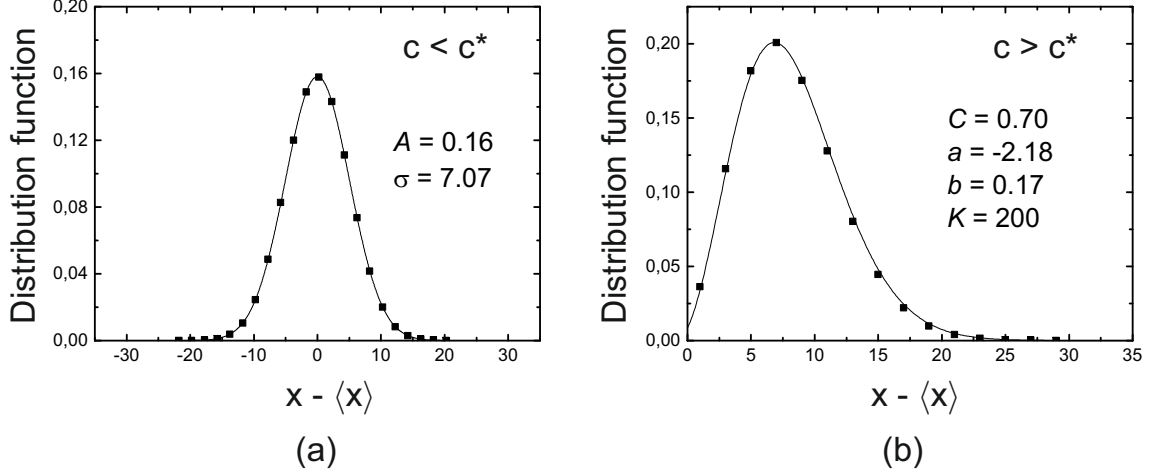 0,20
0,16
0,12
0,08
0,04
0,00
Distribution function
c < c*
A = 0.16
σ = 7.07
-30 -20 -10 0 10 20 30
x - ⟨x⟩
(a)
0,20
0,15
0,10
0,05
0,00
Distribution function
c > c*
C = 0.70
a = -2.18
b = 0.17
K = 200
0 5 10 15 20 25 30 35
x - ⟨x⟩
(b)